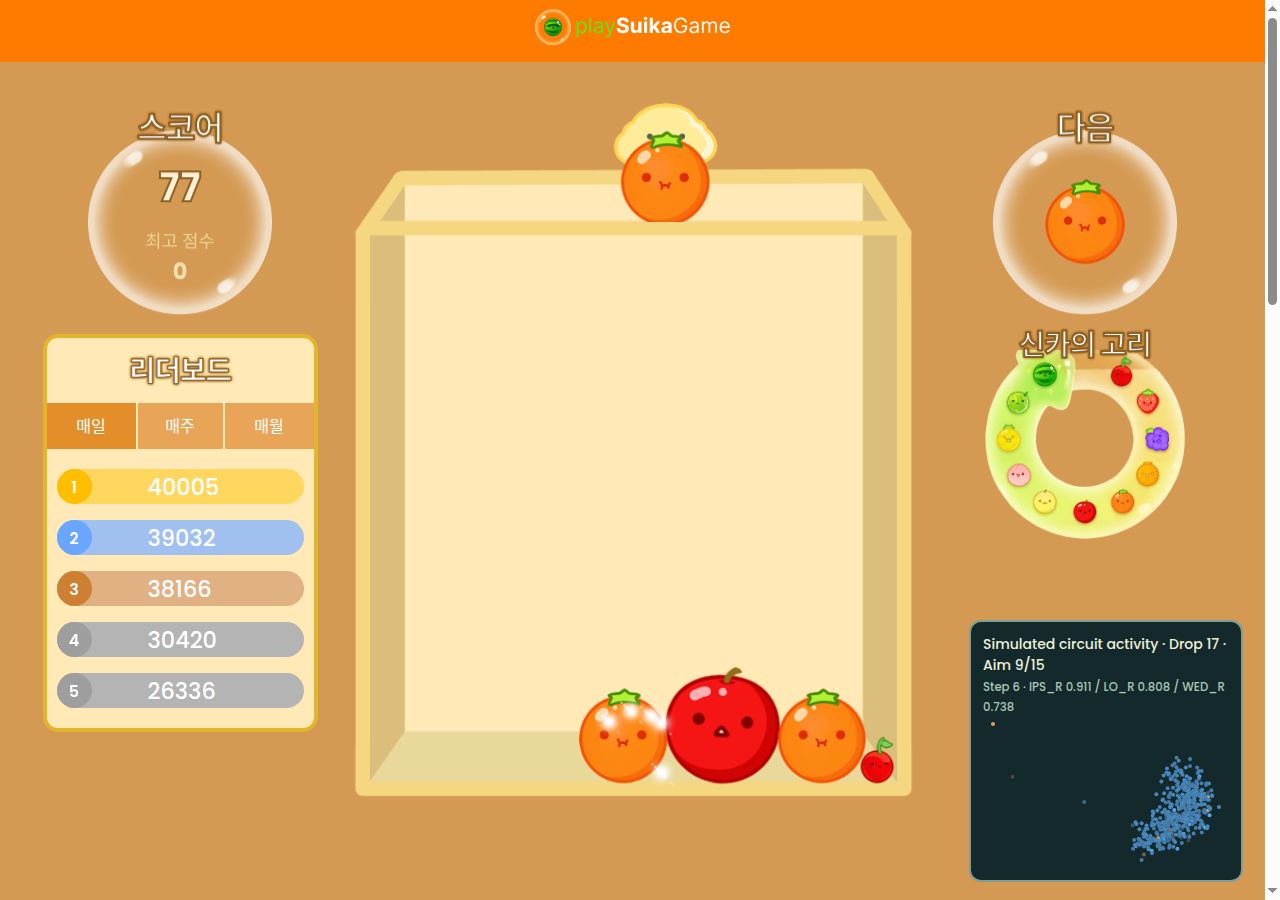 playSuikaGame
스코어
77
최고 점수
0
리더보드
매일 매주 매월
1 40005
2 39032
3 38166
4 30420
5 26336
다음
신카의 고리
Simulated circuit activity · Drop 17 ·
Aim 9/15
Step 6 · IPS_R 0.911 / LO_R 0.808 / WED_R
0.738